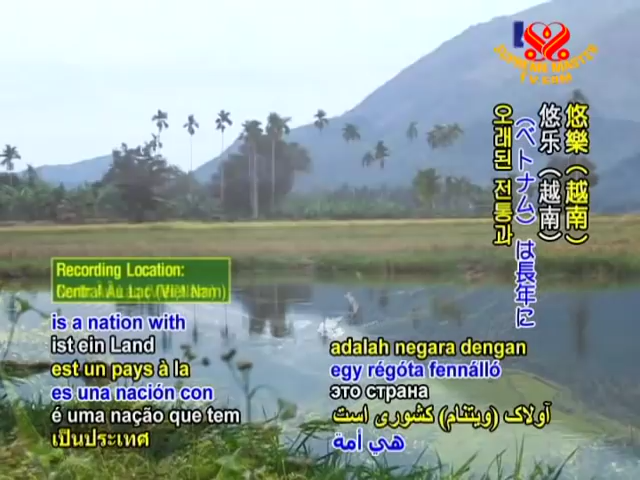 SUPREME MASTER
TV.COM
悠樂（越南）
悠乐（越南）
（ベトナム）は長年に
오래된 전통과
Recording Location:
Central Âu Lạc (Việt Nam)
is a nation with
ist ein Land
est un pays à la
es una nación con
é uma nação que tem
เป็นประเทศ
adalah negara dengan
egy régóta fennálló
это страна
آولاک (ویتنام) کشوری است
هي أمة